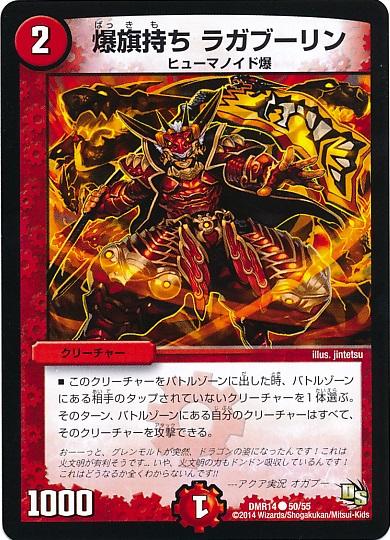 2
ばっきも
爆旗持ち ラガブーリン
ヒューマノイド爆
illus. jintetsu
クリーチャー
■ このクリーチャーをバトルゾーンに出した時、バトルゾーン
にある相手のタップされていないクリーチャーを1体選ぶ。
そのターン、バトルゾーンにある自分のクリーチャーはすべて、
そのクリーチャーを攻撃できる。
おーーっと、グレンモルトが突然、ドラゴンの姿になったんです!これは
火文明が有利そうです…いや、火文明の力もドンドン吸収しているんです!
これはどうなるか全くわからないんです!!
---アクア実況 オガブー
1000
1
DS
DMR14 ● 50/55
©2014 Wizards/Shogakukan/Mitsui-Kids